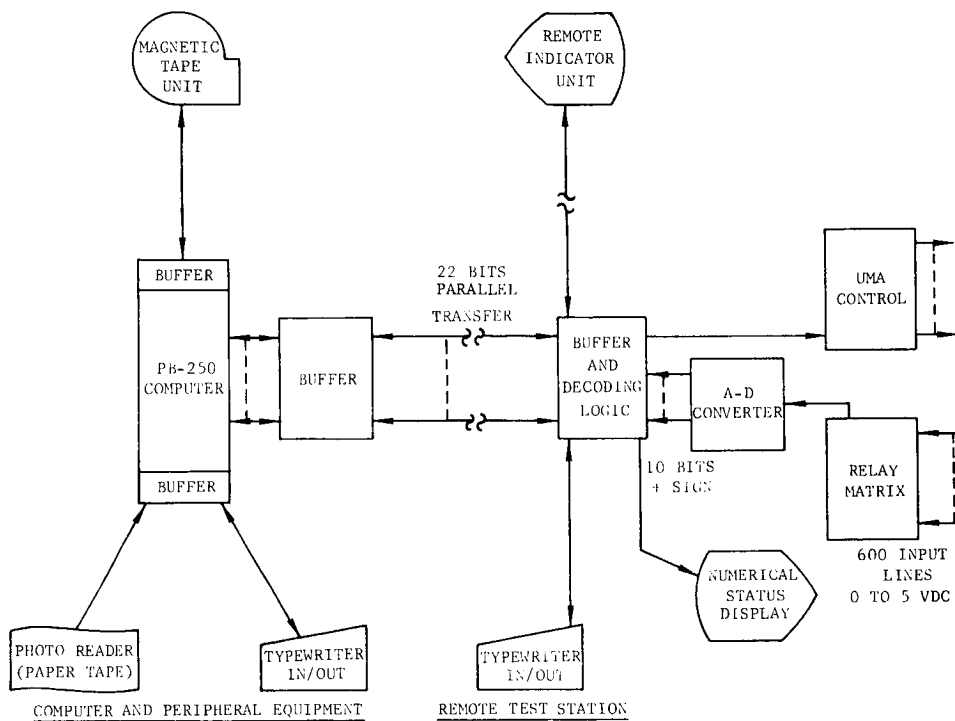 MAGNETIC
TAPE
UNIT
REMOTE
INDICATOR
UNIT
BUFFER
PB-250
COMPUTER
BUFFER
BUFFER
22 BITS
PARALLEL
TRANSFER
BUFFER
AND
DECODING
LOGIC
UMA
CONTROL
A-D
CONVERTER
RELAY
MATRIX
10 BITS
+ SIGN
600 INPUT
LINES
0 TO 5 VDC
NUMERICAL
STATUS
DISPLAY
PHOTO READER
(PAPER TAPE)
TYPEWRITER
IN/OUT
TYPEWRITER
IN/OUT
COMPUTER AND PERIPHERAL EQUIPMENT
REMOTE TEST STATION